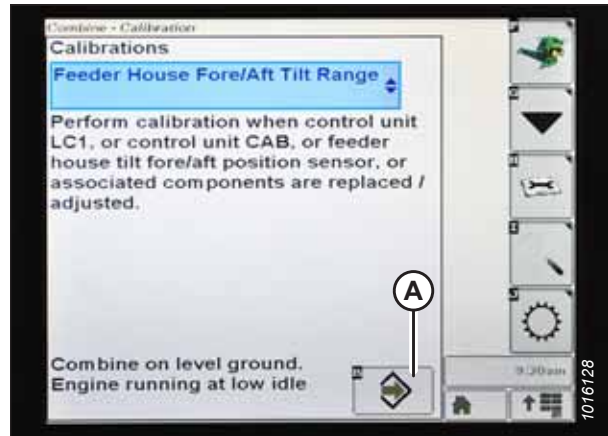 Combine - Calibration
Calibrations
Feeder House Fore/Aft Tilt Range
Perform calibration when control unit
LC1, or control unit CAB, or feeder
house tilt fore/aft position sensor, or
associated components are replaced /
adjusted.
A
Combine on level ground.
Engine running at low idle
9:20am
1016128